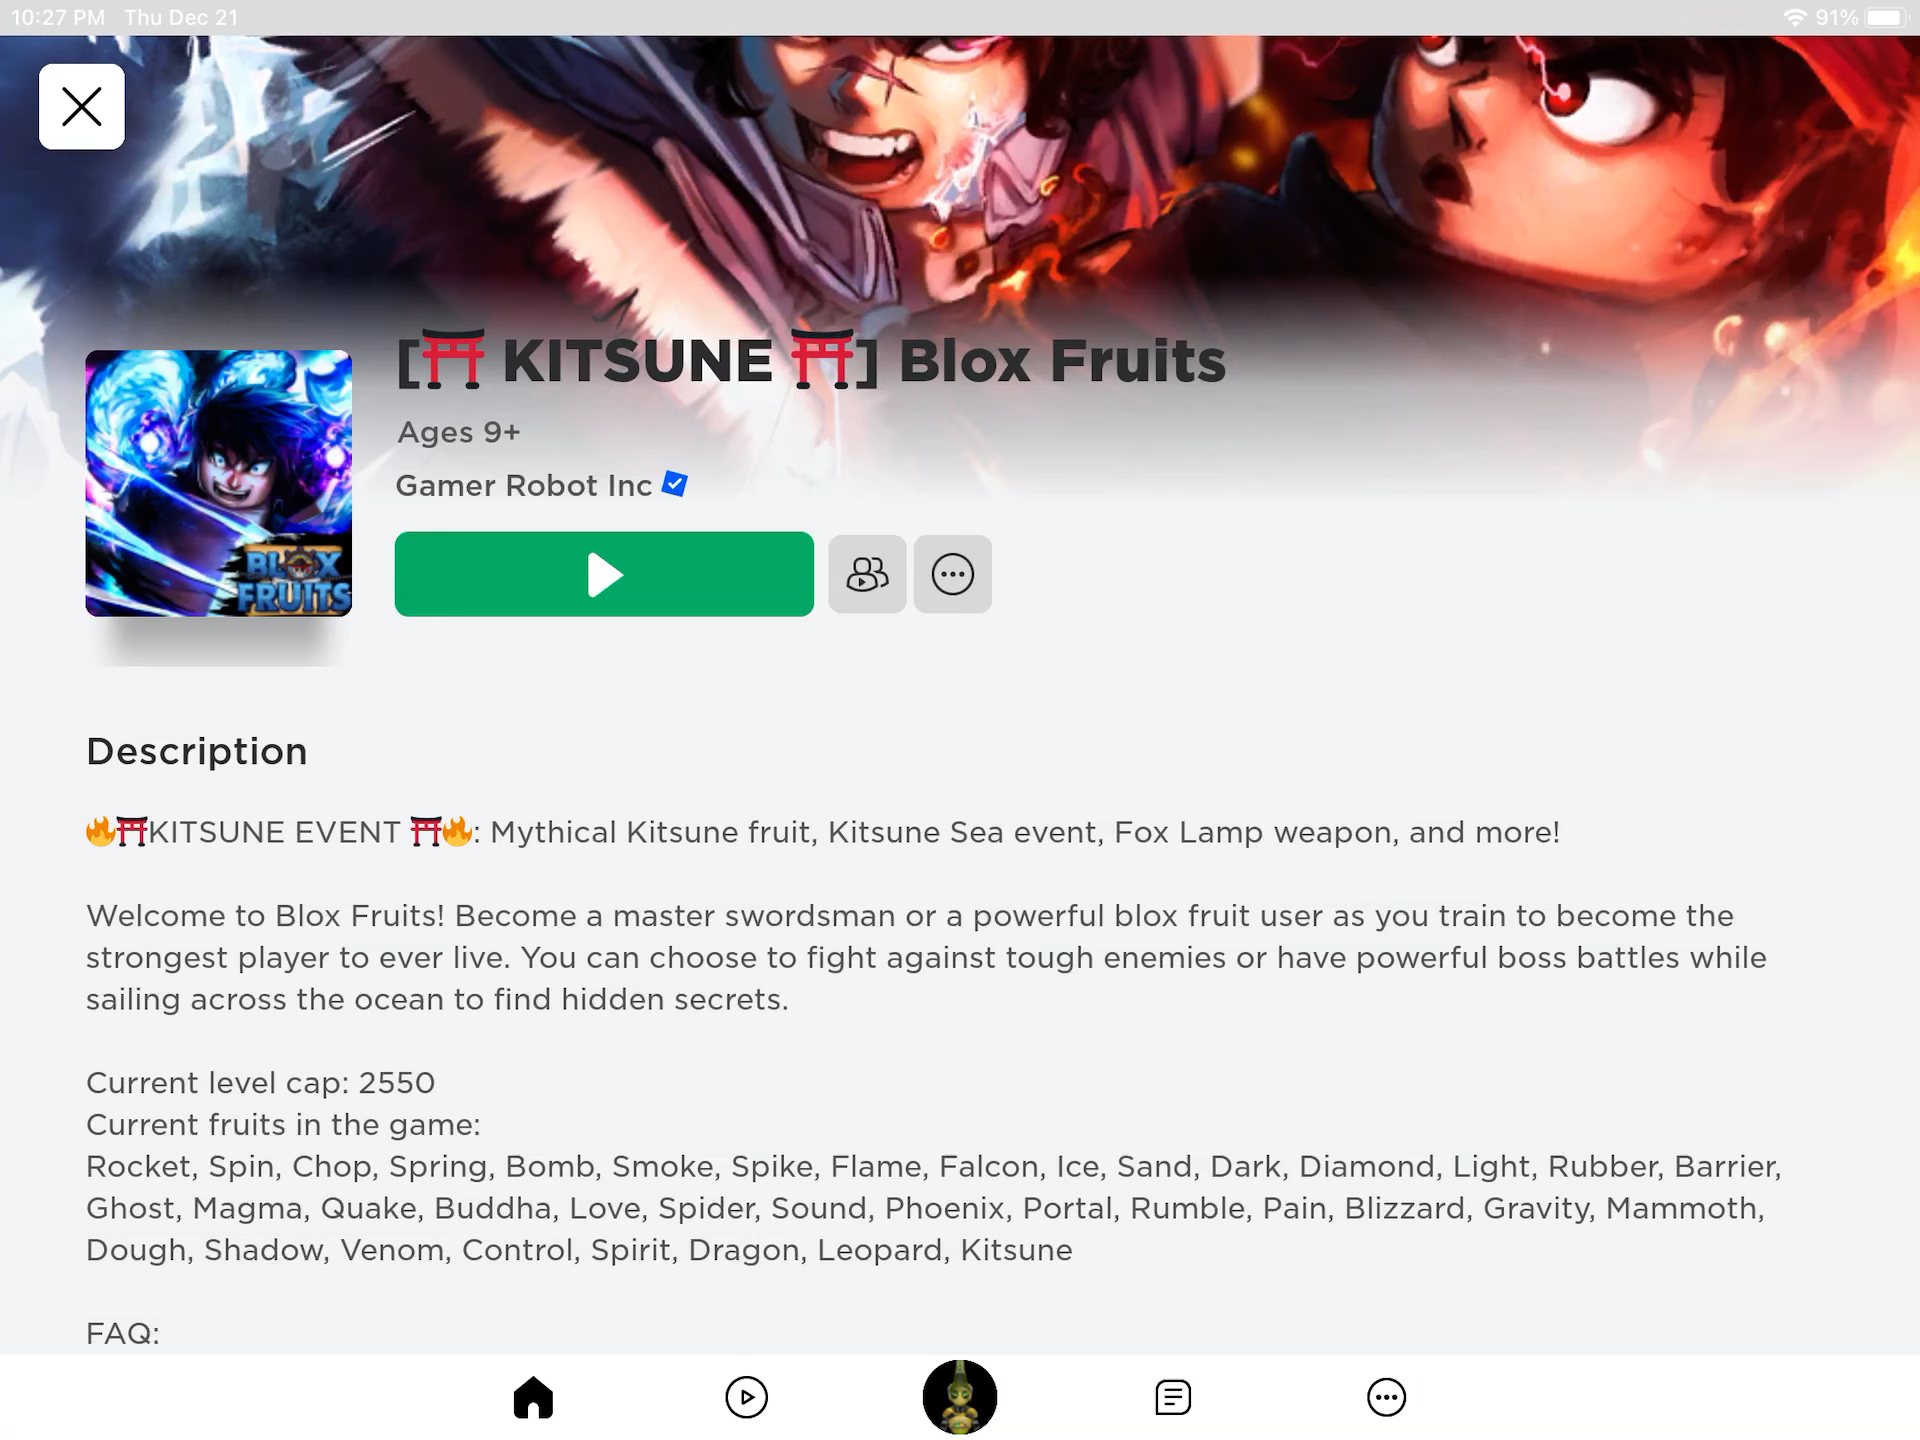 10:27 PM Thu Dec 21 91%
[⛩ KITSUNE ⛩] Blox Fruits
Ages 9+
Gamer Robot Inc
BLOX
FRUITS
Description
🔥⛩KITSUNE EVENT ⛩🔥: Mythical Kitsune fruit, Kitsune Sea event, Fox Lamp weapon, and more!
Welcome to Blox Fruits! Become a master swordsman or a powerful blox fruit user as you train to become the
strongest player to ever live. You can choose to fight against tough enemies or have powerful boss battles while
sailing across the ocean to find hidden secrets.
Current level cap: 2550
Current fruits in the game:
Rocket, Spin, Chop, Spring, Bomb, Smoke, Spike, Flame, Falcon, Ice, Sand, Dark, Diamond, Light, Rubber, Barrier,
Ghost, Magma, Quake, Buddha, Love, Spider, Sound, Phoenix, Portal, Rumble, Pain, Blizzard, Gravity, Mammoth,
Dough, Shadow, Venom, Control, Spirit, Dragon, Leopard, Kitsune
FAQ: